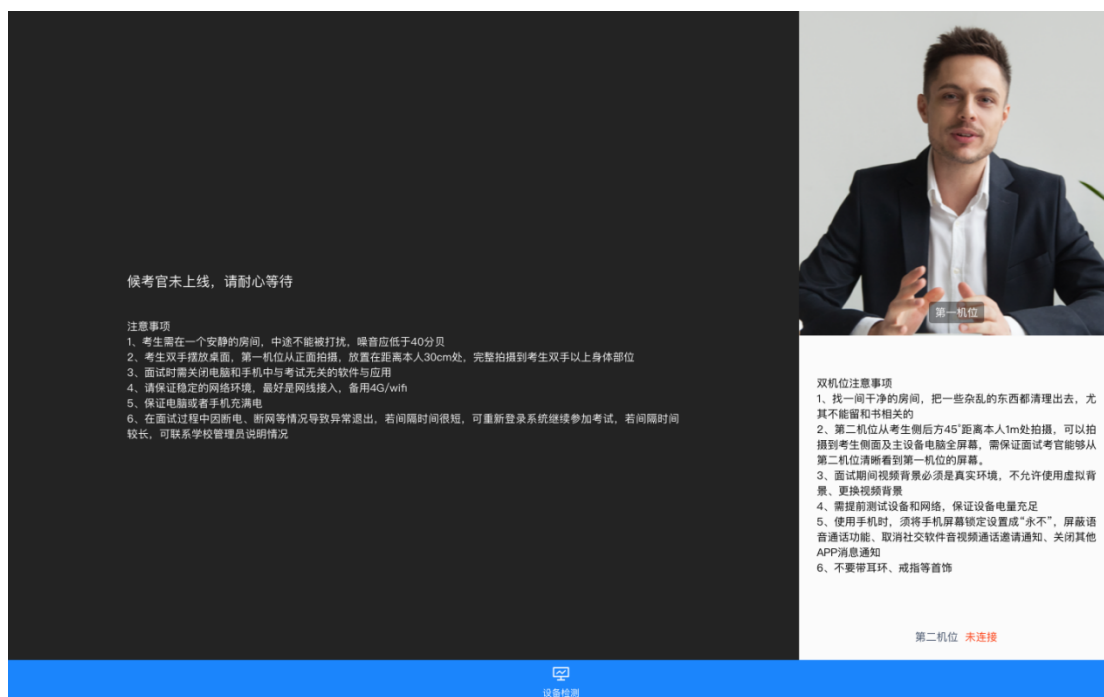 候考官未上线，请耐心等待
注意事项
1、考生需在一个安静的房间，中途不能被打扰，噪音应低于40分贝
2、考生双手摆放桌面，第一机位从正面拍摄，放置在距离本人30cm处，完整拍摄到考生双手以上身体部位
3、面试时需关闭电脑和手机中与考试无关的软件与应用
4、请保证稳定的网络环境，最好是网线接入，备用4G/wifi
5、保证电脑或者手机充满电
6、在面试过程中因断电、断网等情况导致异常退出，若间隔时间很短，可重新登录系统继续参加考试，若间隔时间
较长，可联系学校管理员说明情况
第一机位
双机位注意事项
1、找一间干净的房间，把一些杂乱的东西都清理出去，尤
其不能留和书相关的
2、第二机位从考生侧后方45°距离本人1m处拍摄，可以拍
摄到考生侧面及主设备电脑全屏幕，需保证面试考官能够从
第二机位清晰看到第一机位的屏幕。
3、面试期间视频背景必须是真实环境，不允许使用虚拟背
景、更换视频背景
4、需提前测试设备和网络，保证设备电量充足
5、使用手机时，须将手机屏幕锁定设置成“永不”，屏蔽语
音通话功能、取消社交软件音视频通话邀请通知、关闭其他
APP消息通知
6、不要带耳环、戒指等首饰
第二机位 未连接
设备检测